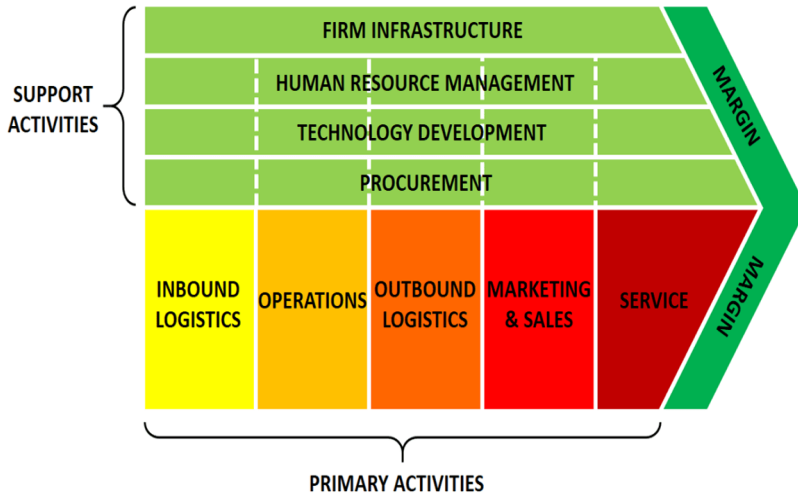 FIRM INFRASTRUCTURE
HUMAN RESOURCE MANAGEMENT
TECHNOLOGY DEVELOPMENT
PROCUREMENT
SUPPORT
ACTIVITIES
MARGIN
MARGIN
INBOUND
LOGISTICS
OPERATIONS
OUTBOUND
LOGISTICS
MARKETING
& SALES
SERVICE
PRIMARY ACTIVITIES